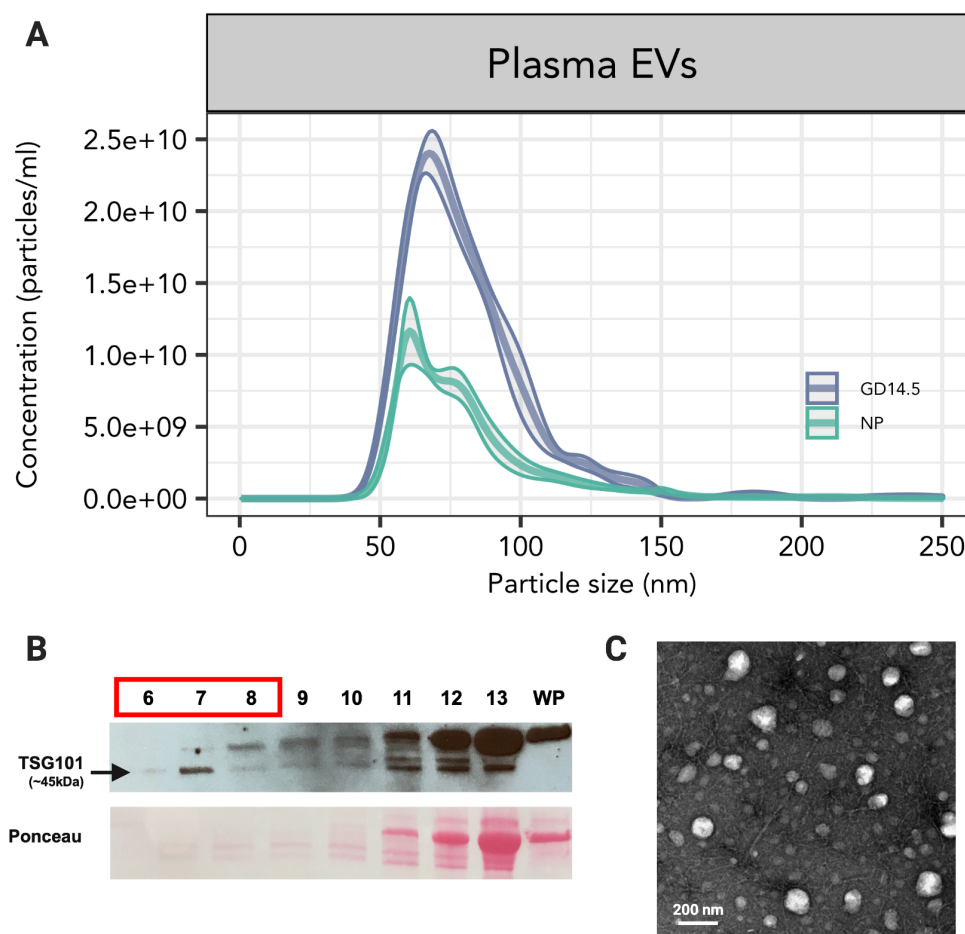 A
Plasma EVs
Concentration (particles/ml)
2.5e+10
2.0e+10
1.5e+10
1.0e+10
5.0e+09
0.0e+00
GD14.5
NP
0 50 100 150 200 250
Particle size (nm)
B
6 7 8 9 10 11 12 13 WP
TSG101
(~45kDa)
Ponceau
C
200 nm